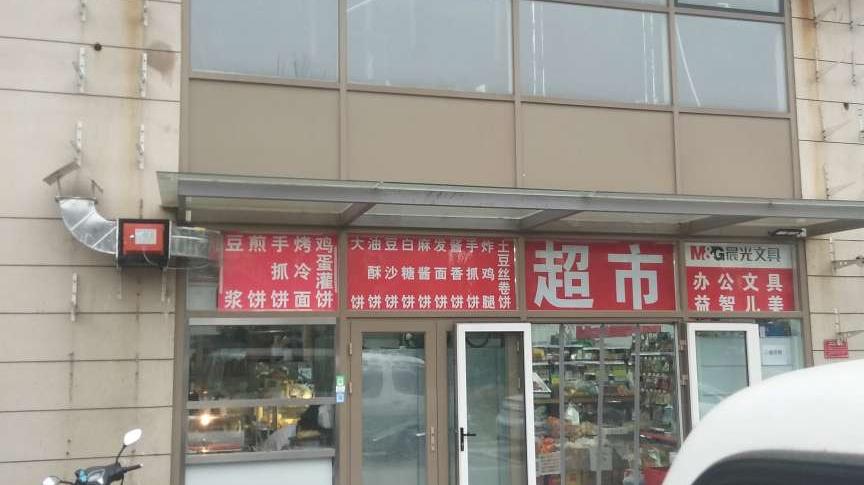 豆浆
煎饼
手抓饼
烤冷面
鸡蛋灌饼
大饼
油酥饼
豆沙饼
白糖饼
麻酱饼
发面饼
酱香饼
手抓饼
炸鸡腿
土豆丝卷饼
超市
M&G晨光文具
办公文具
益智儿美